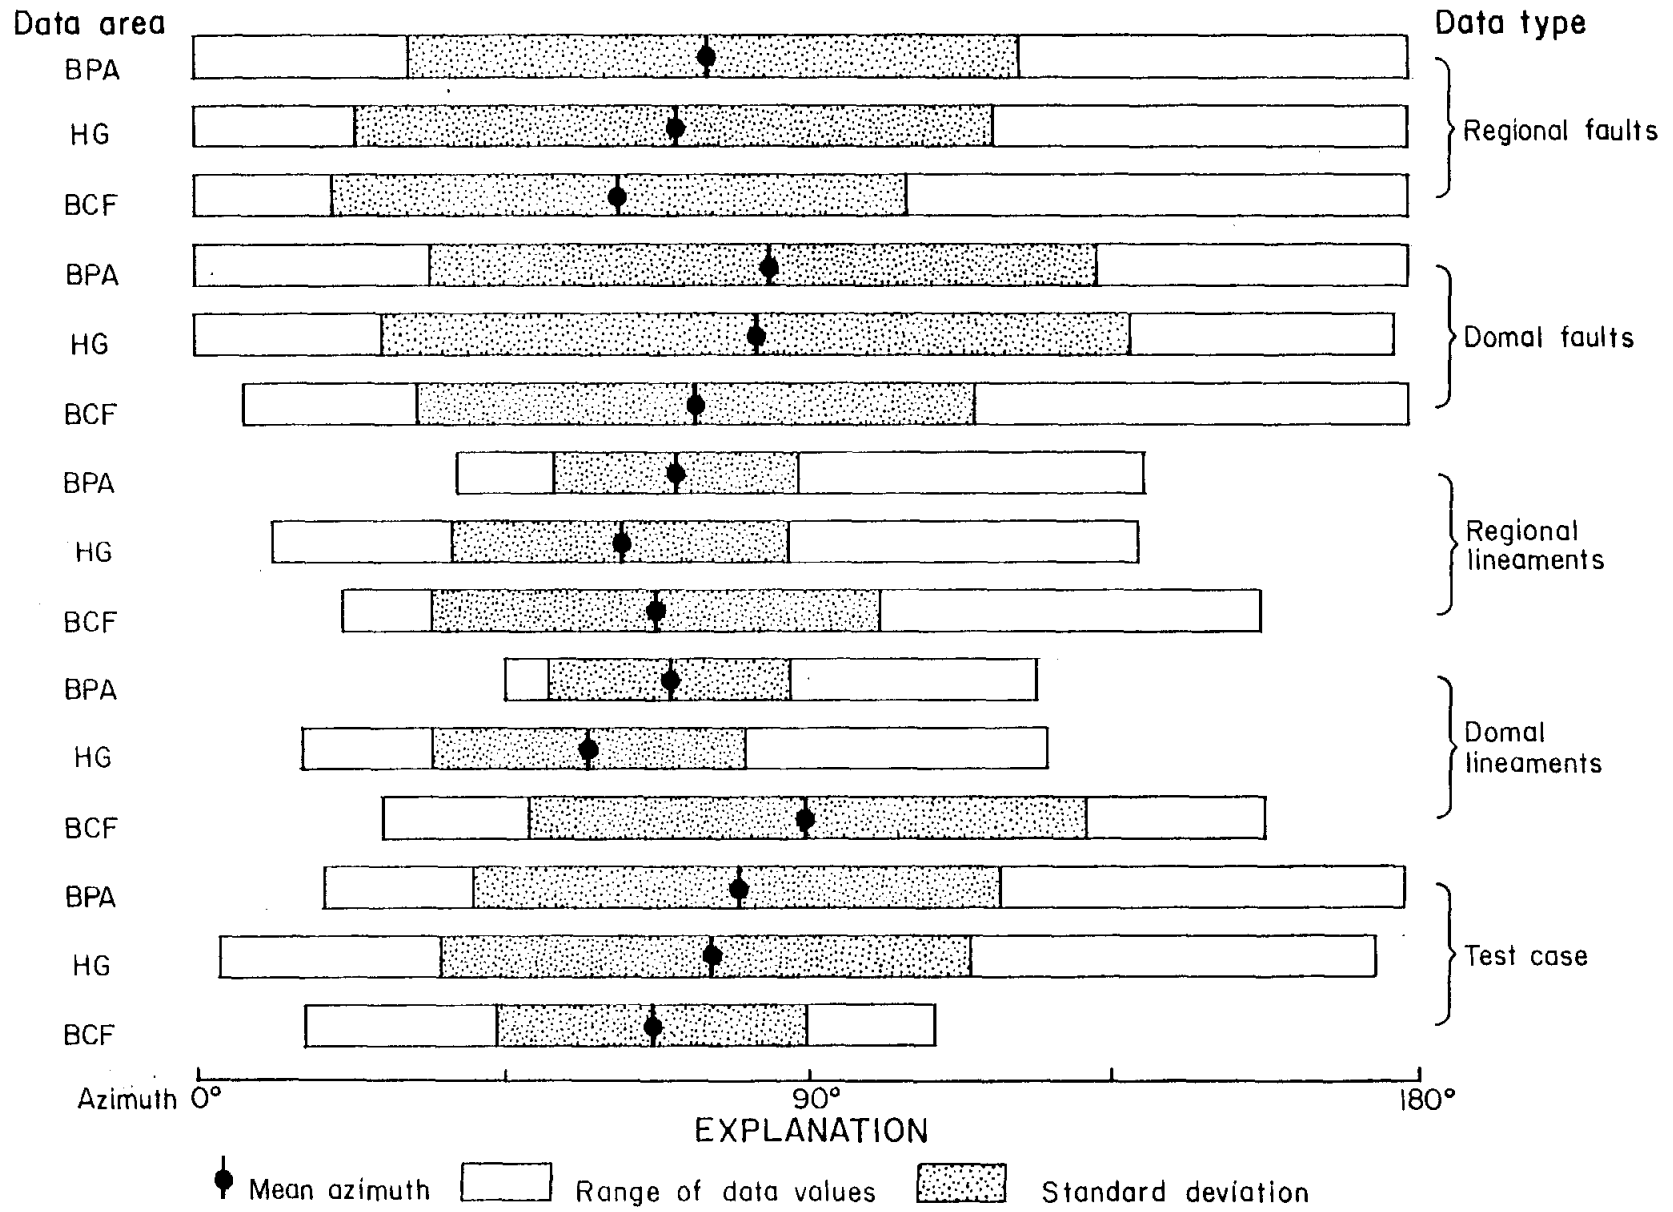 Data area
Data type
BPA
HG
Regional faults
BCF
BPA
HG
Domal faults
BCF
BPA
HG
Regional
lineaments
BCF
BPA
HG
Domal
lineaments
BCF
BPA
HG
Test case
BCF
Azimuth 0° 90° 180°
EXPLANATION
Mean azimuth Range of data values Standard deviation